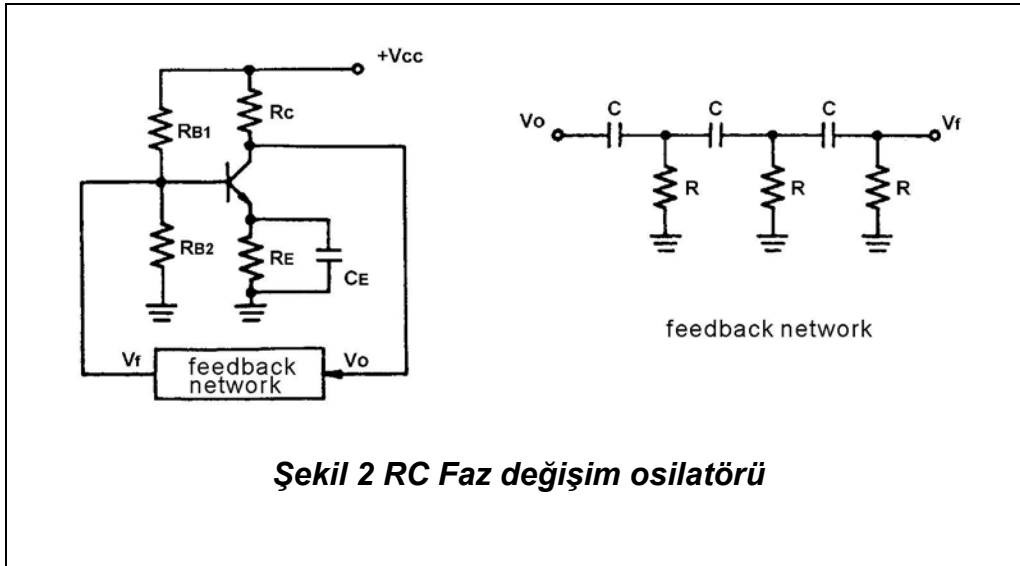 +Vcc
RB1
RC
RB2
RE
CE
Vf
feedback
network
Vo
Vo
C
C
C
Vf
R
R
R
feedback network
Şekil 2 RC Faz değişim osilatörü